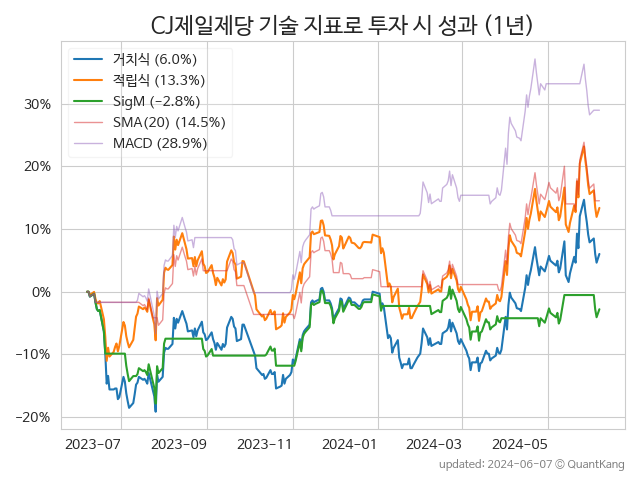 CJ제일제당 기술 지표로 투자 시 성과 (1년)
거치식 (6.0%)
적립식 (13.3%)
SigM (−2.8%)
SMA(20) (14.5%)
MACD (28.9%)
30%
20%
10%
0%
−10%
−20%
2023−07
2023−09
2023−11
2024−01
2024−03
2024−05
updated: 2024−06−07 © QuantKang